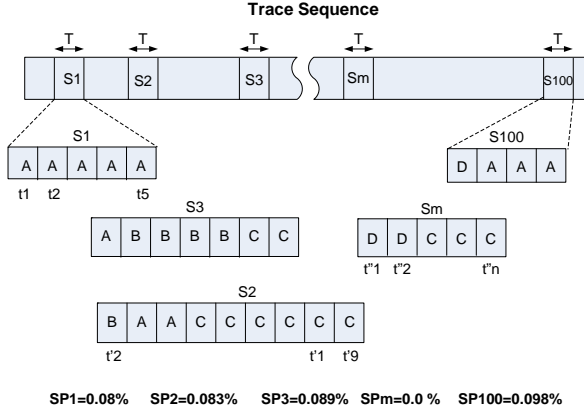 Trace Sequence
T T T T T
S1 S2 S3 Sm S100
S1 S100
A A A A A D A A A
t1 t2 t5
S3 Sm
A B B B B C C D D C C C
t"1 t"2 t"n
S2
B A A C C C C C C
t'2 t'1 t'9
SP1=0.08% SP2=0.083% SP3=0.089% SPm=0.0 % SP100=0.098%